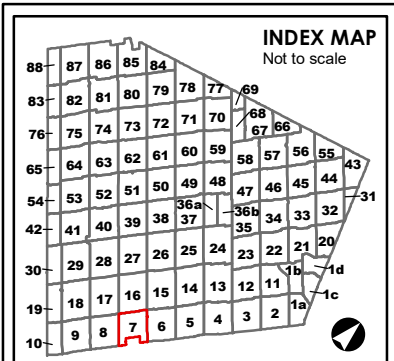 INDEX MAP
Not to scale
88 87 86 85 84
83 82 81 80 79 78 77 69
76 75 74 73 72 71 70 68
67 66
65 64 63 62 61 60 59 58 57 56 55 43
54 53 52 51 50 49 48 47 46 45 44 31
36a 36b
42 41 40 39 38 37 35 34 33 32
30 29 28 27 26 25 24 23 22 21 20
1b 1d
19 18 17 16 15 14 13 12 11 1c
1a
10 9 8 7 6 5 4 3 2